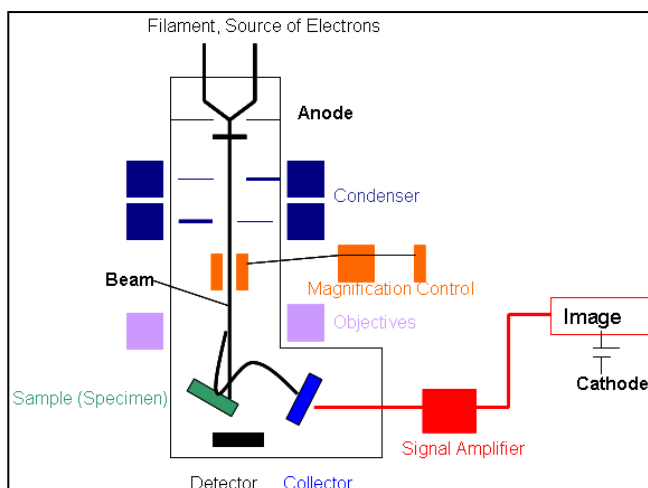 Filament, Source of Electrons
Anode
Condenser
Beam
Magnification Control
Objectives
Image
Cathode
Sample (Specimen)
Signal Amplifier
Detector Collector